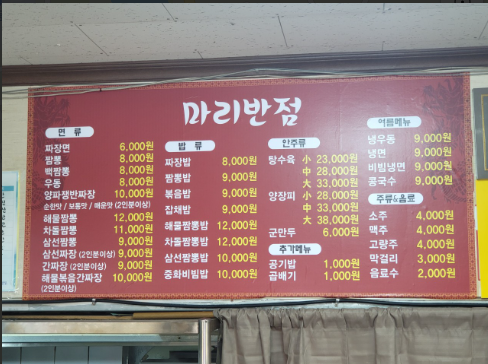 마리반점
면 류
짜장면 6,000원
짬뽕 8,000원
백짬뽕 8,000원
우동 8,000원
양파쟁반짜장 10,000원
순한맛 / 보통맛 / 매운맛 (2인분이상)
해물짬뽕 12,000원
차돌짬뽕 11,000원
삼선짬뽕 9,000원
삼선짜장 (2인분이상) 9,000원
간짜장 (2인분이상) 9,000원
해물볶음간짜장 10,000원
(2인분이상)
밥 류
짜장밥 8,000원
짬뽕밥 9,000원
볶음밥 9,000원
잡채밥 9,000원
해물짬뽕밥 12,000원
차돌짬뽕밥 12,000원
삼선짬뽕밥 10,000원
중화비빔밥 10,000원
안주류
탕수육 小 23,000원
中 28,000원
大 33,000원
양장피 小 28,000원
中 33,000원
大 38,000원
군만두 6,000원
추가메뉴
공기밥 1,000원
곱배기 1,000원
여름메뉴
냉우동 9,000원
냉면 9,000원
비빔냉면 9,000원
콩국수 9,000원
주류&음료
소주 4,000원
맥주 4,000원
고량주 4,000원
막걸리 3,000원
음료수 2,000원